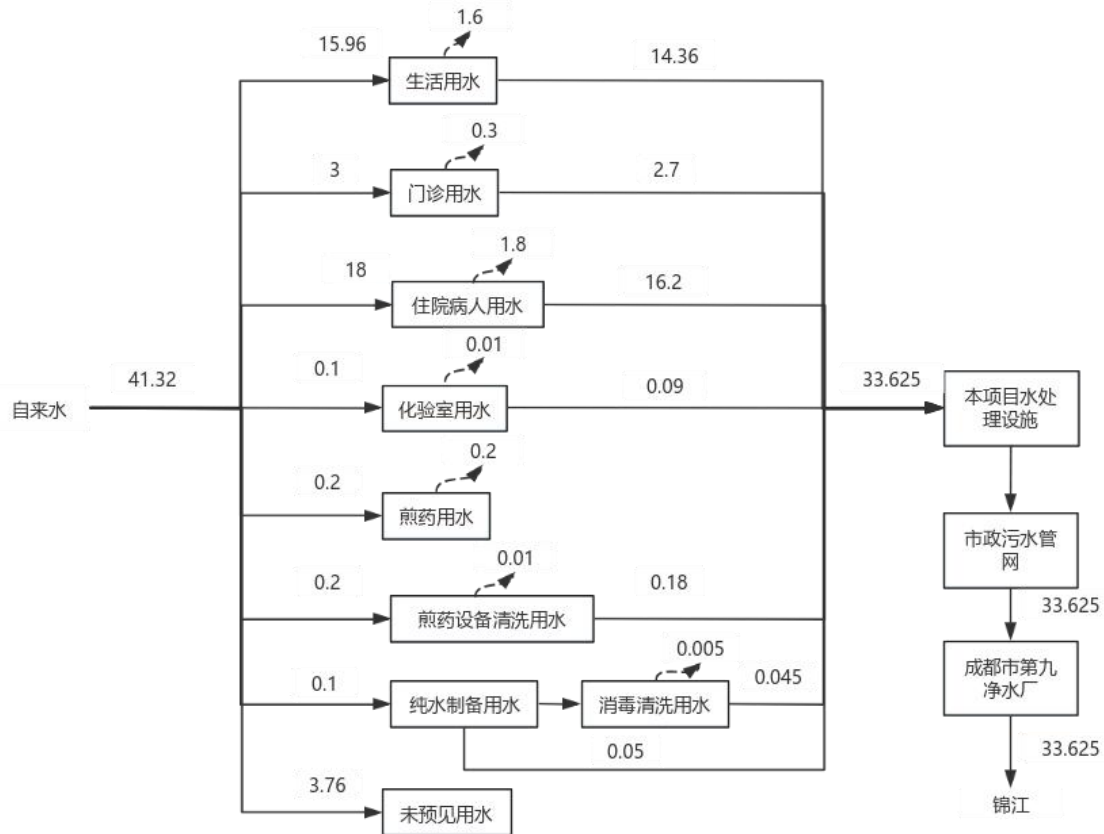 1.6
15.96
14.36
生活用水
0.3
3
2.7
门诊用水
1.8
18
16.2
住院病人用水
0.01
41.32
0.1
0.09
33.625
自来水
化验室用水
本项目水处
理设施
0.2
0.2
煎药用水
市政污水管
网
0.01
0.2
0.18
33.625
煎药设备清洗用水
0.005
0.1
0.045
成都市第九
净水厂
纯水制备用水
消毒清洗用水
0.05
33.625
3.76
未预见用水
锦江